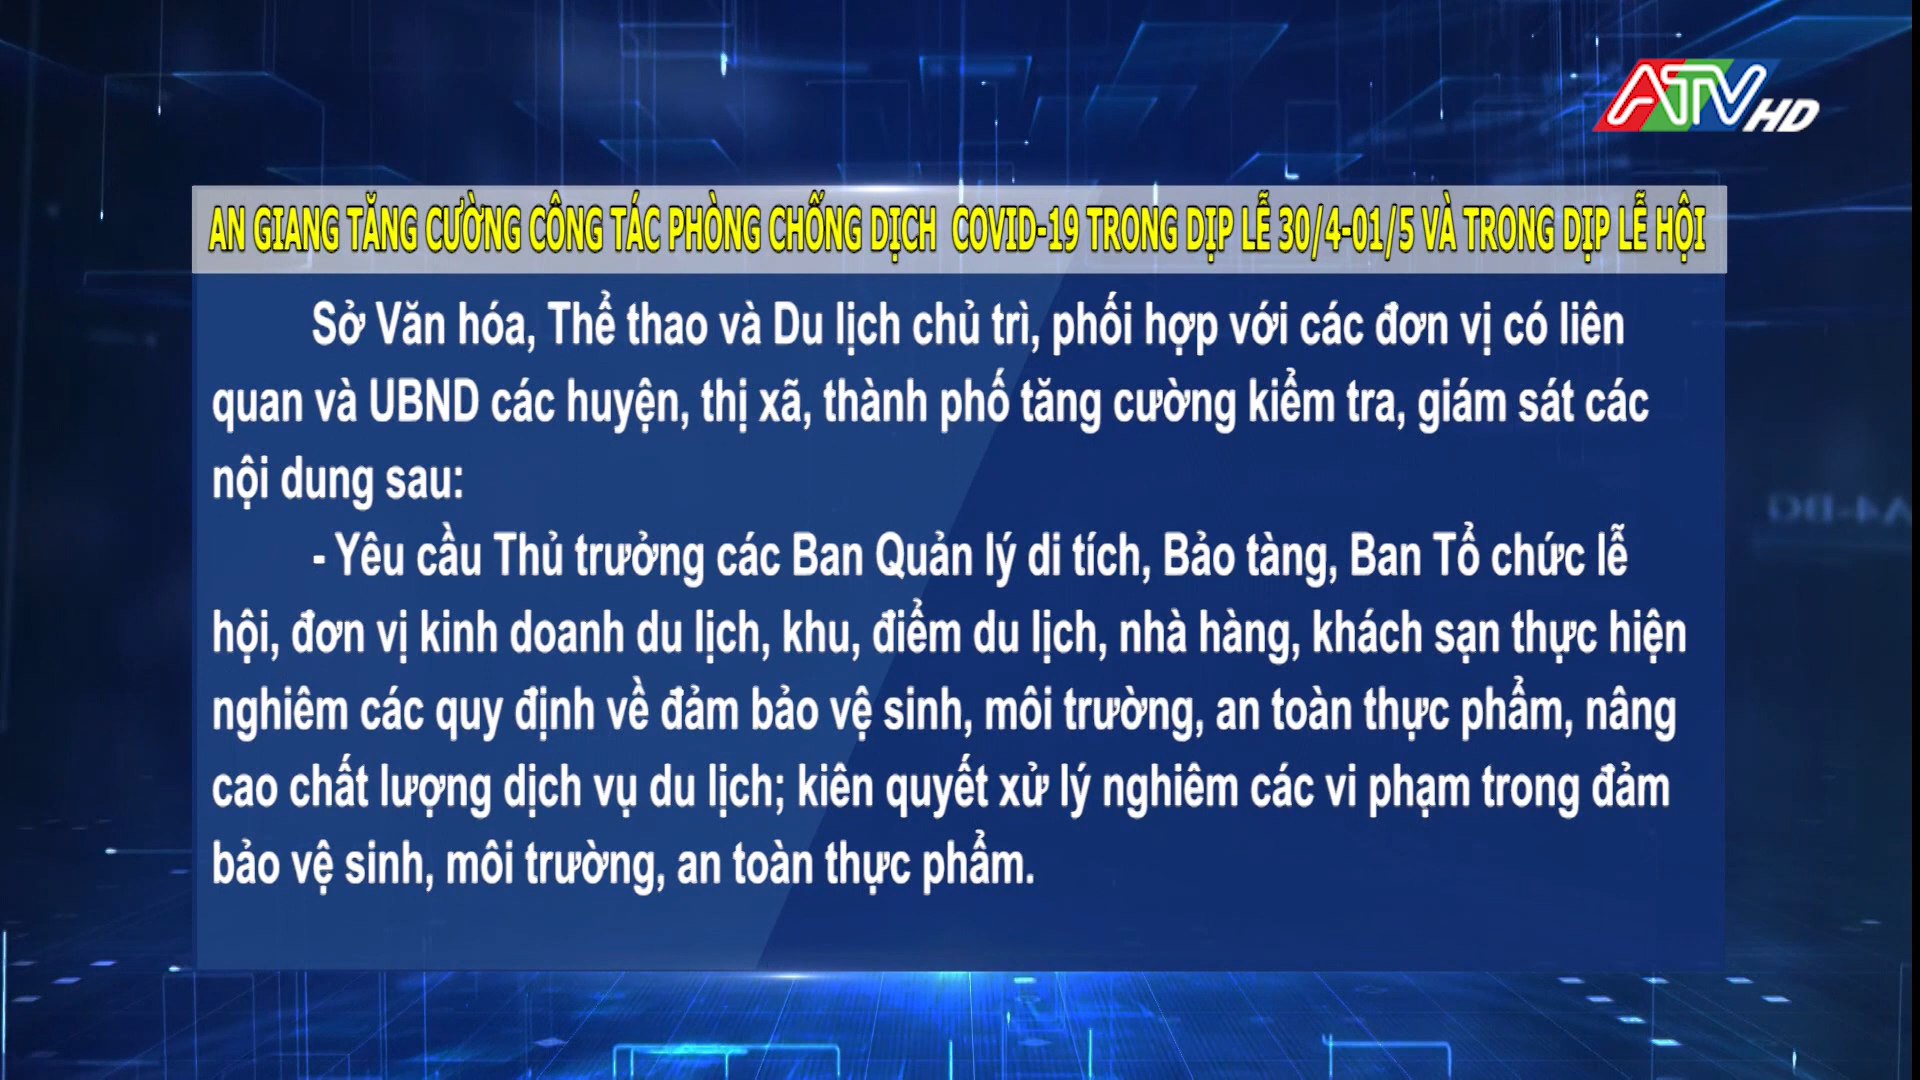 ATV HD
AN GIANG TĂNG CƯỜNG CÔNG TÁC PHÒNG CHỐNG DỊCH COVID-19 TRONG DỊP LỄ 30/4-01/5 VÀ TRONG DỊP LỄ HỘI
Sở Văn hóa, Thể thao và Du lịch chủ trì, phối hợp với các đơn vị có liên
quan và UBND các huyện, thị xã, thành phố tăng cường kiểm tra, giám sát các
nội dung sau:
- Yêu cầu Thủ trưởng các Ban Quản lý di tích, Bảo tàng, Ban Tổ chức lễ
hội, đơn vị kinh doanh du lịch, khu, điểm du lịch, nhà hàng, khách sạn thực hiện
nghiêm các quy định về đảm bảo vệ sinh, môi trường, an toàn thực phẩm, nâng
cao chất lượng dịch vụ du lịch; kiên quyết xử lý nghiêm các vi phạm trong đảm
bảo vệ sinh, môi trường, an toàn thực phẩm.